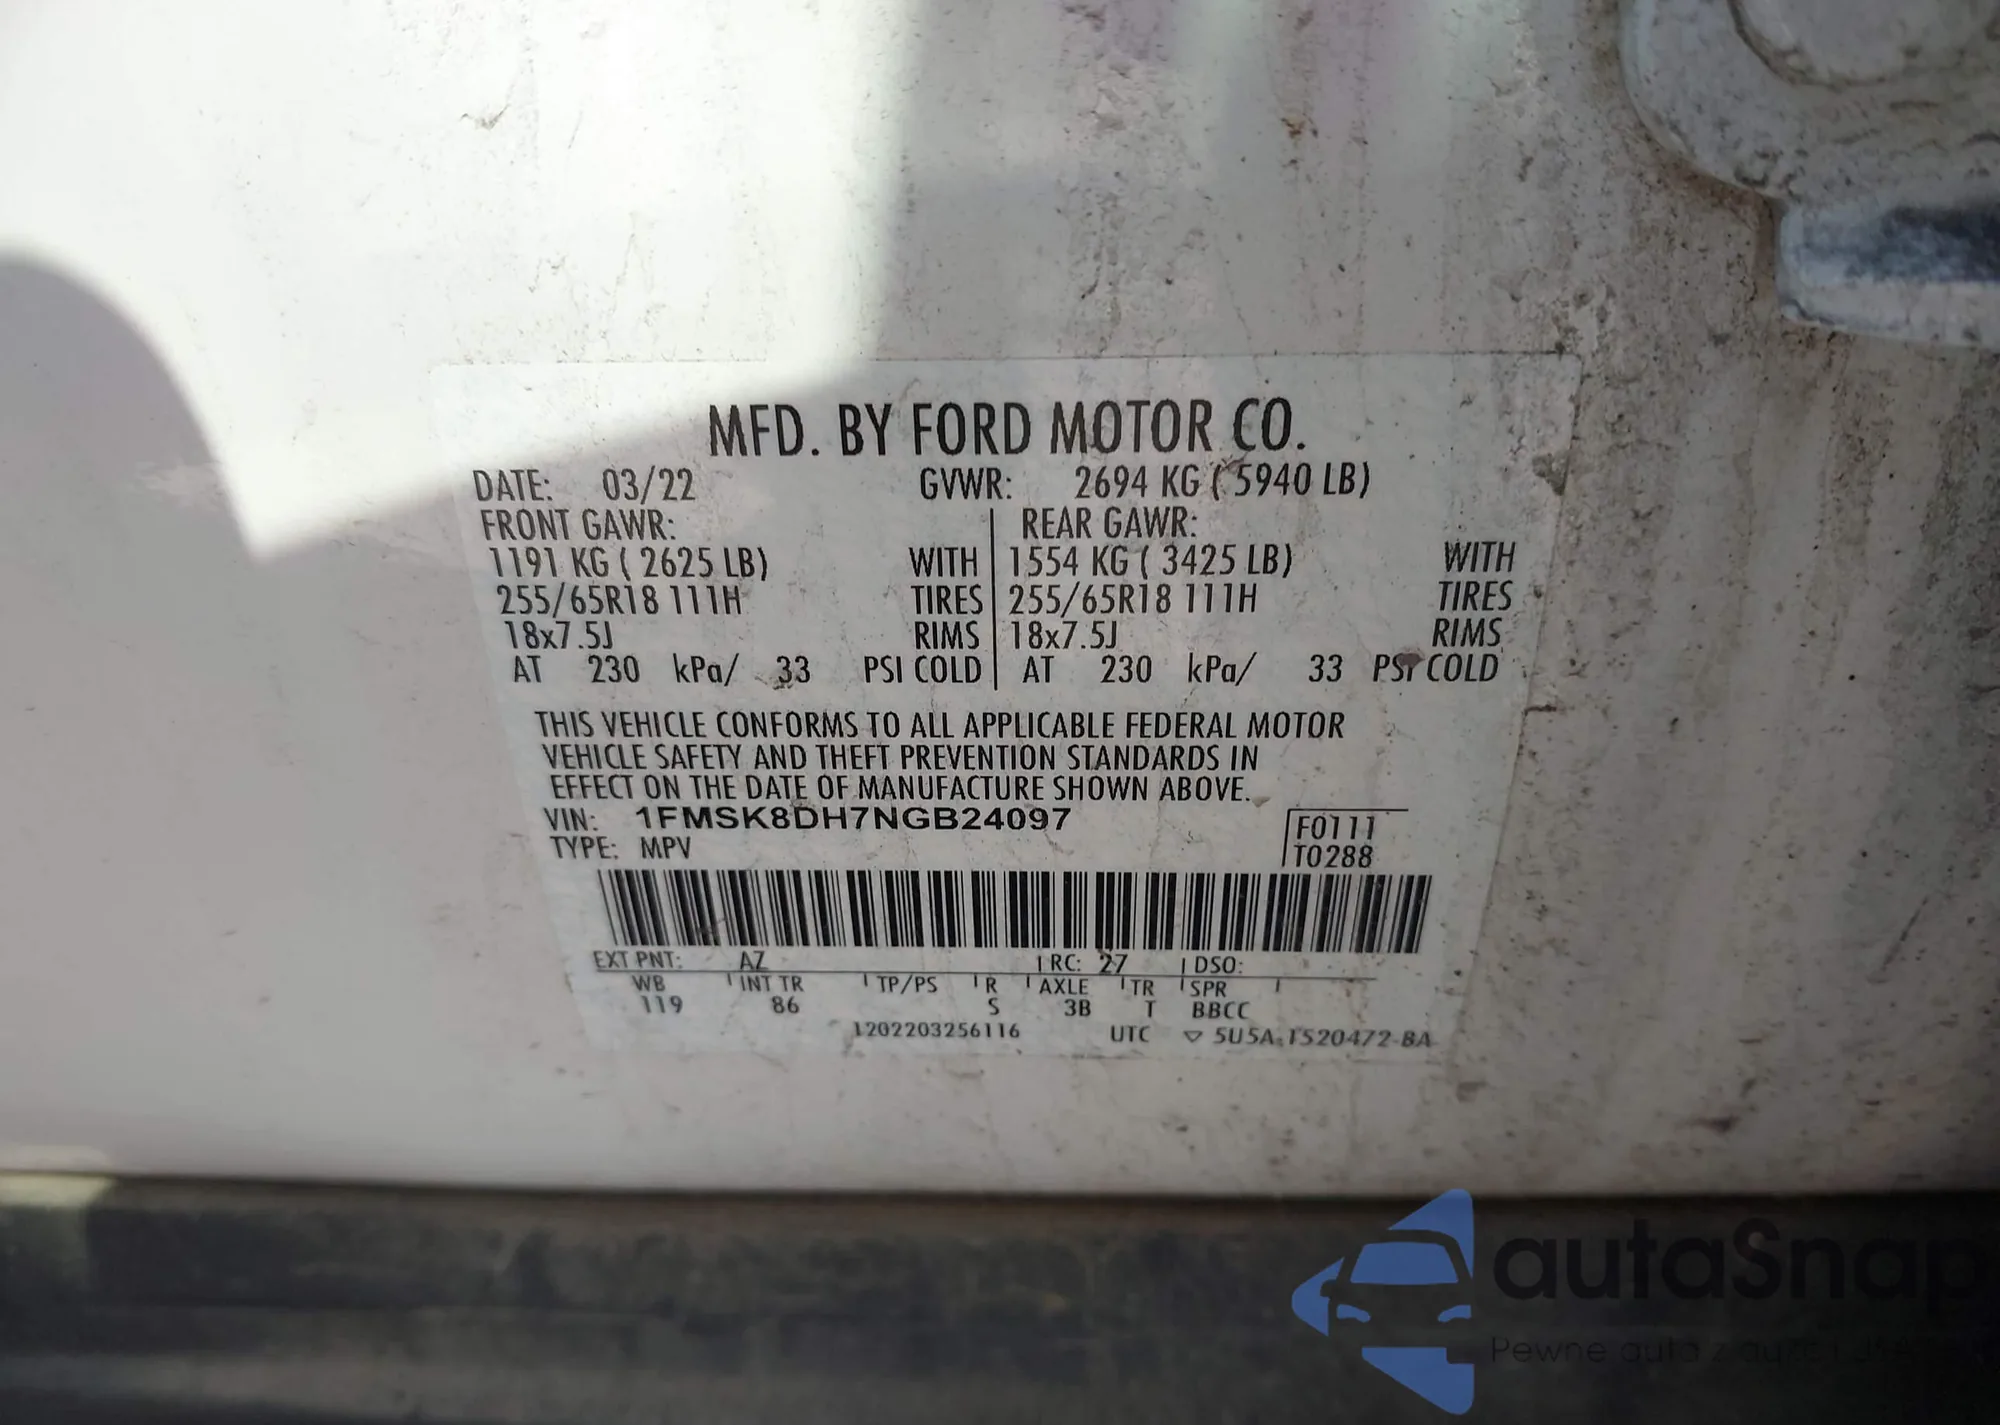 MFD. BY FORD MOTOR CO.
DATE: 03/22 GVWR: 2694 KG ( 5940 LB)
FRONT GAWR: REAR GAWR:
1191 KG ( 2625 LB) WITH 1554 KG ( 3425 LB) WITH
255/65R18 111H TIRES 255/65R18 111H TIRES
18x7.5J RIMS 18x7.5J RIMS
AT 230 kPa/ 33 PSI COLD AT 230 kPa/ 33 PSI COLD
THIS VEHICLE CONFORMS TO ALL APPLICABLE FEDERAL MOTOR
VEHICLE SAFETY AND THEFT PREVENTION STANDARDS IN
EFFECT ON THE DATE OF MANUFACTURE SHOWN ABOVE.
VIN: 1FMSK8DH7NGB24097
F0111
TYPE: MPV
T0288
EXT PNT: AZ RC: 27 DSO:
WB INT TR TP/PS R AXLE TR SPR
119 86 S 3B T BBCC
1202203256116 UTC ▽ 5U5A-1520472-BA
autaSnap
Pewne auta z